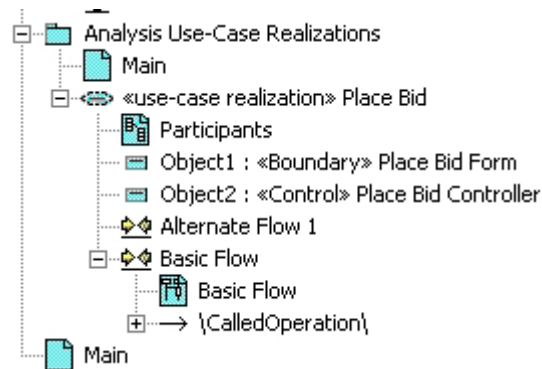 Analysis Use-Case Realizations
Main
«use-case realization» Place Bid
Participants
Object1 : «Boundary» Place Bid Form
Object2 : «Control» Place Bid Controller
Alternate Flow 1
Basic Flow
Basic Flow
\CalledOperation\
Main